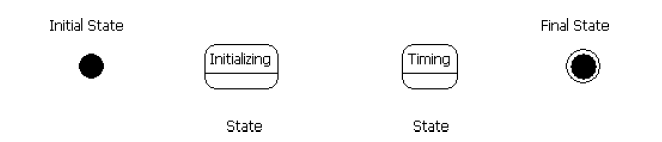 Initial State
Final State
Initializing
Timing
State
State